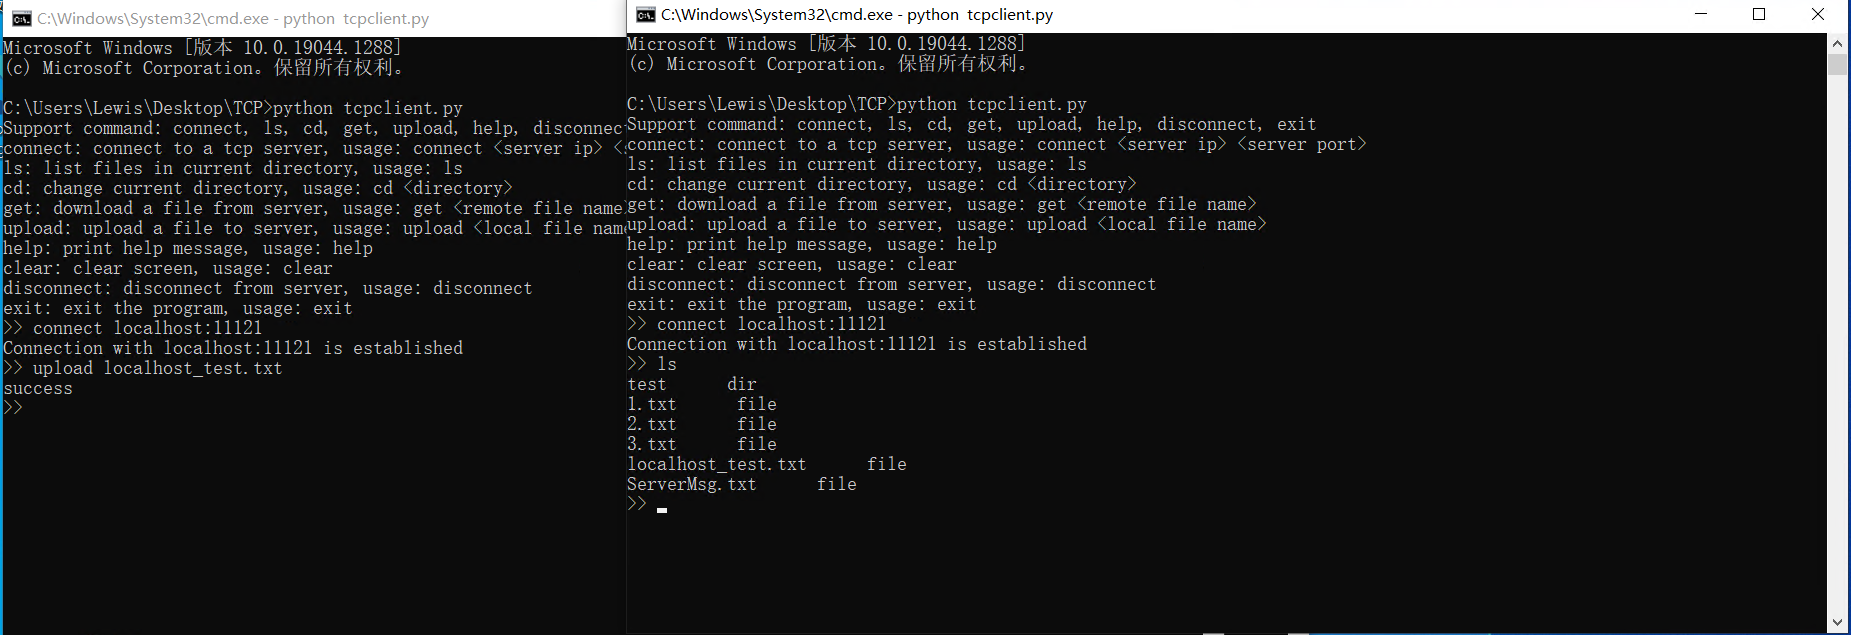 C:\Windows\System32\cmd.exe - python  tcpclient.py
Microsoft Windows [版本 10.0.19044.1288]
(c) Microsoft Corporation。保留所有权利。
C:\Users\Lewis\Desktop\TCP>python tcpclient.py
Support command: connect, ls, cd, get, upload, help, disconnec
connect: connect to a tcp server, usage: connect <server ip> <
ls: list files in current directory, usage: ls
cd: change current directory, usage: cd <directory>
get: download a file from server, usage: get <remote file name
upload: upload a file to server, usage: upload <local file nam
help: print help message, usage: help
clear: clear screen, usage: clear
disconnect: disconnect from server, usage: disconnect
exit: exit the program, usage: exit
>> connect localhost:11121
Connection with localhost:11121 is established
>> upload localhost_test.txt
success
>>
C:\Windows\System32\cmd.exe - python  tcpclient.py
Microsoft Windows [版本 10.0.19044.1288]
(c) Microsoft Corporation。保留所有权利。
C:\Users\Lewis\Desktop\TCP>python tcpclient.py
Support command: connect, ls, cd, get, upload, help, disconnect, exit
connect: connect to a tcp server, usage: connect <server ip> <server port>
ls: list files in current directory, usage: ls
cd: change current directory, usage: cd <directory>
get: download a file from server, usage: get <remote file name>
upload: upload a file to server, usage: upload <local file name>
help: print help message, usage: help
clear: clear screen, usage: clear
disconnect: disconnect from server, usage: disconnect
exit: exit the program, usage: exit
>> connect localhost:11121
Connection with localhost:11121 is established
>> ls
test      dir
1.txt      file
2.txt      file
3.txt      file
localhost_test.txt      file
ServerMsg.txt      file
>>